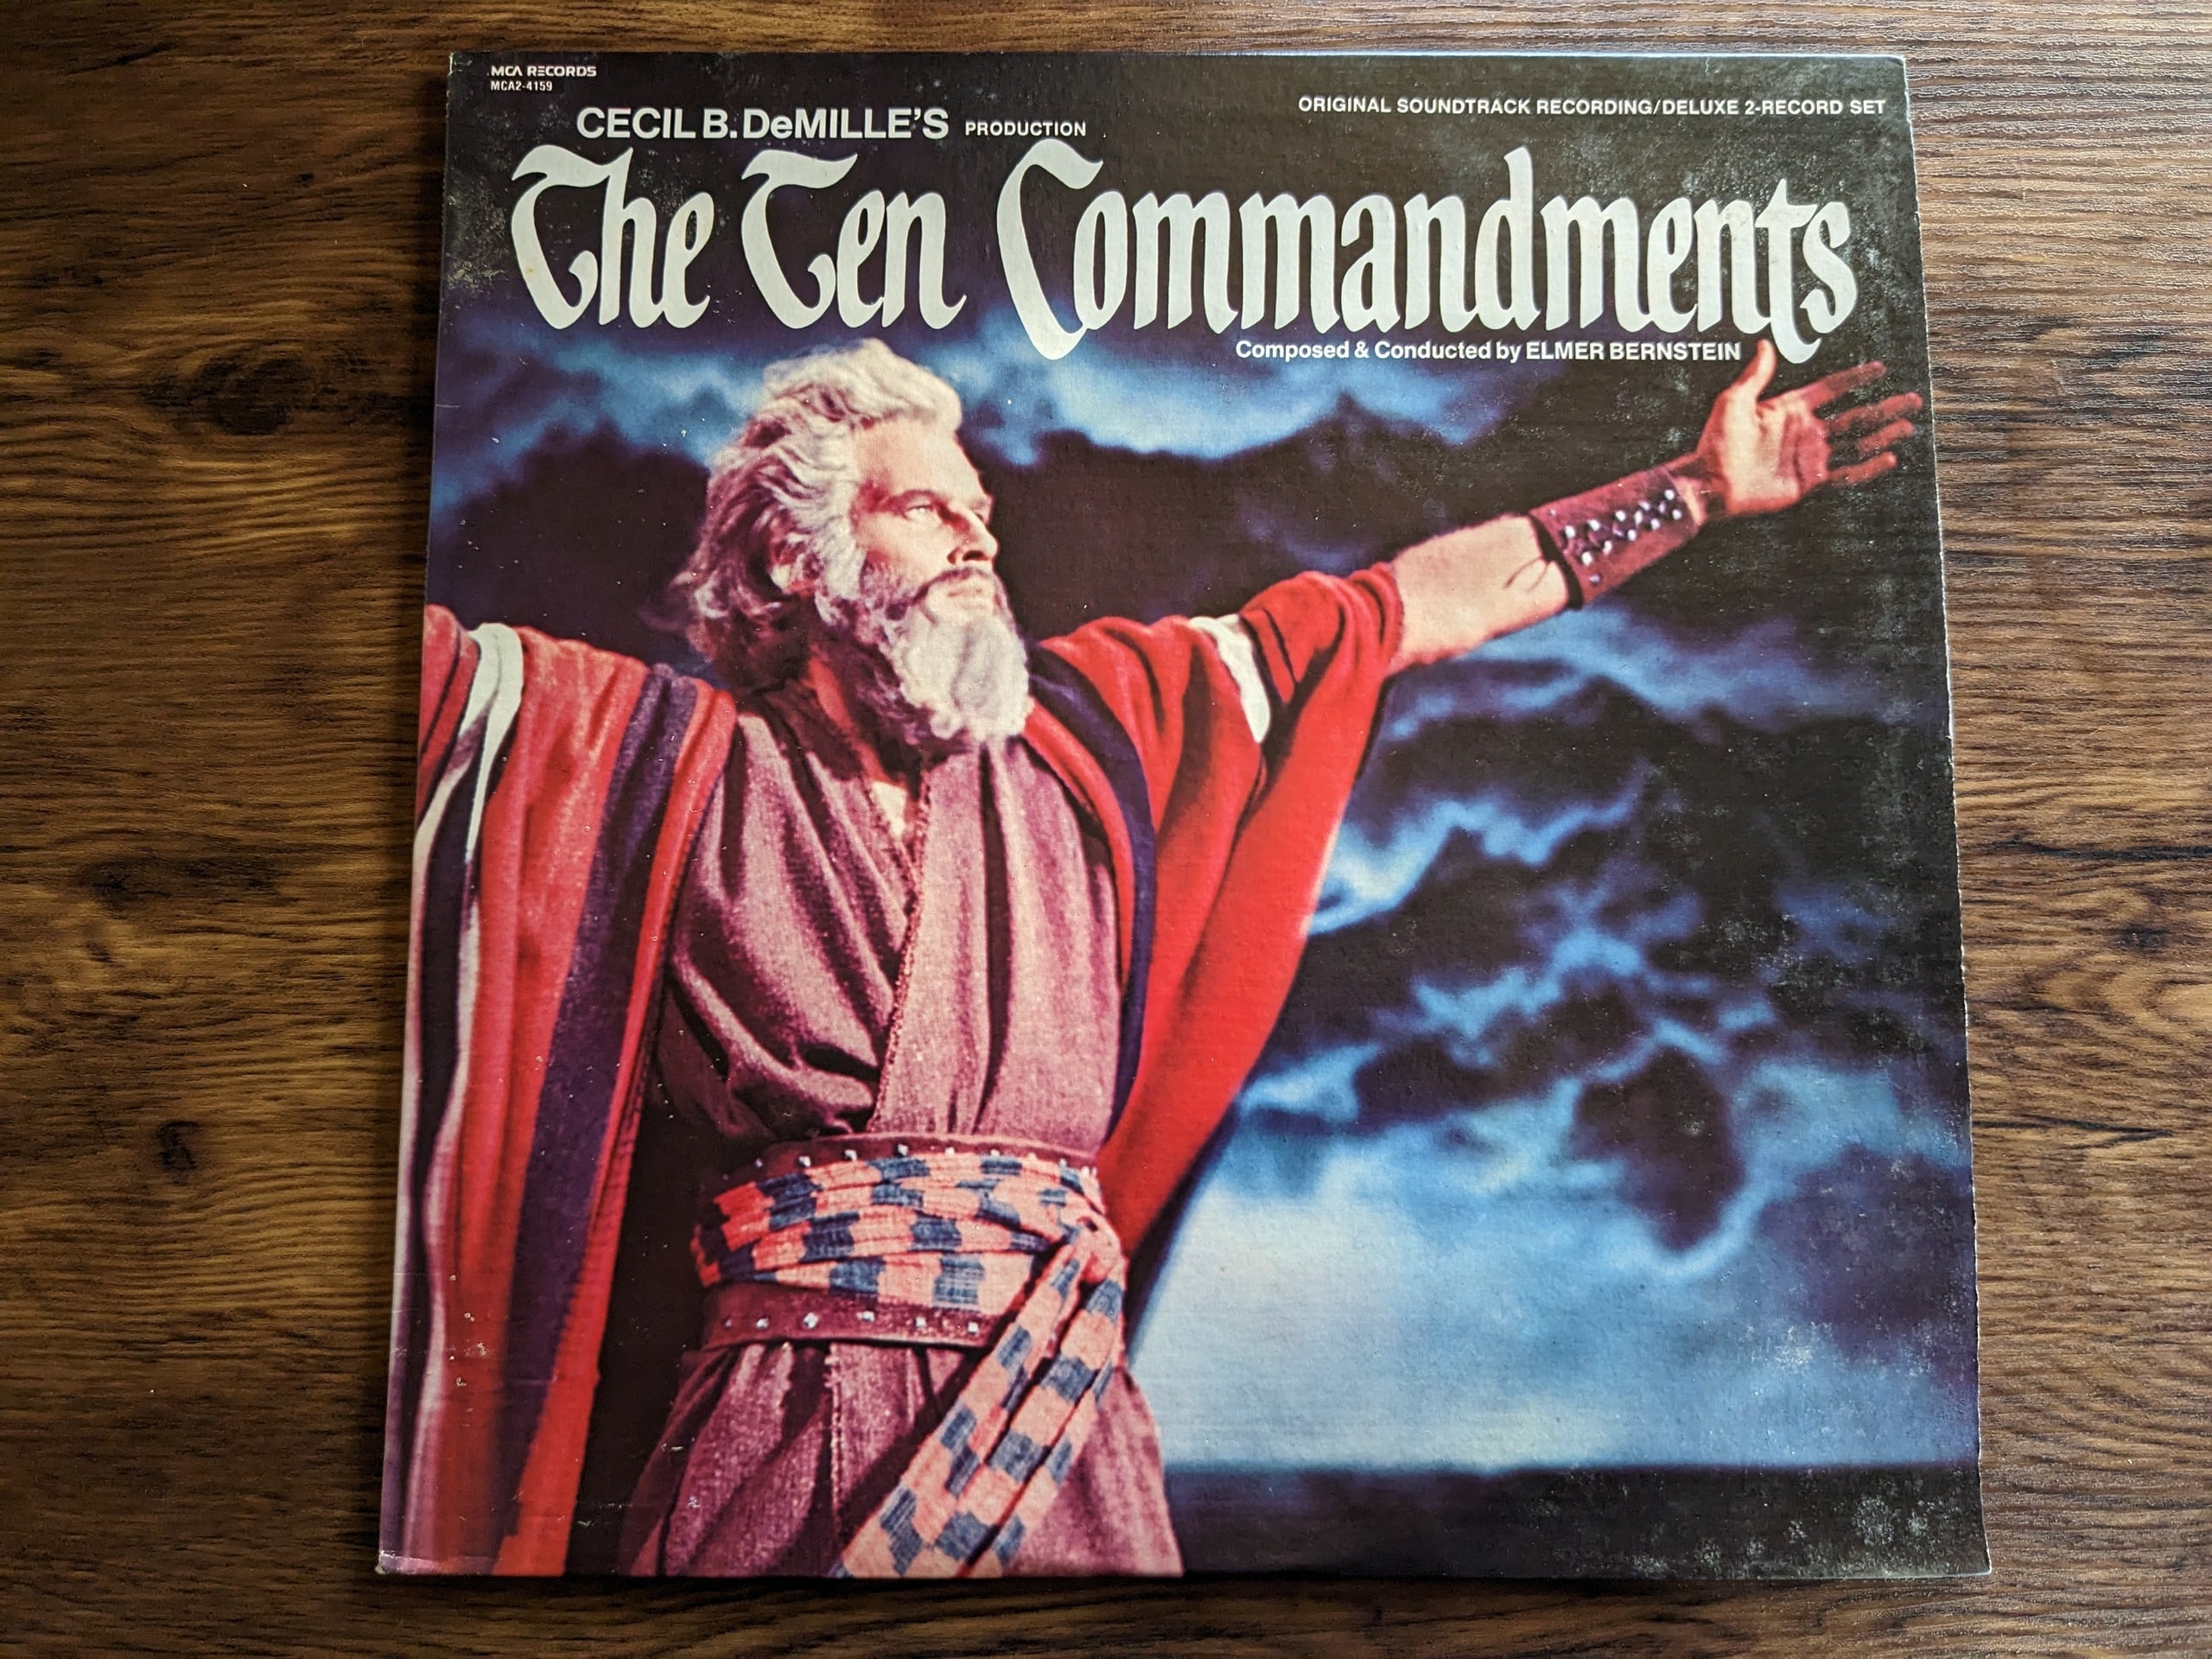 MCA RECORDS
MCA2-4159
ORIGINAL SOUNDTRACK RECORDING/DELUXE 2-RECORD SET
CECIL B. DeMILLE'S PRODUCTION
The Ten Commandments
Composed & Conducted by ELMER BERNSTEIN